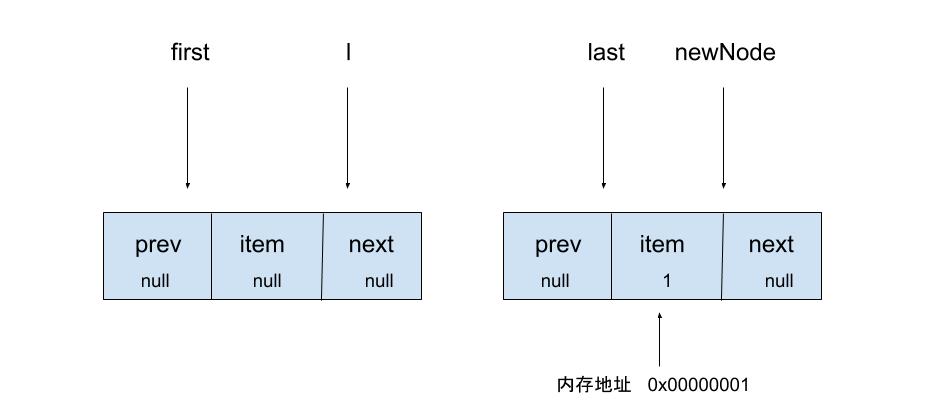 first l last newNode
prev item next prev item next
null null null null 1 null
内存地址 0x00000001